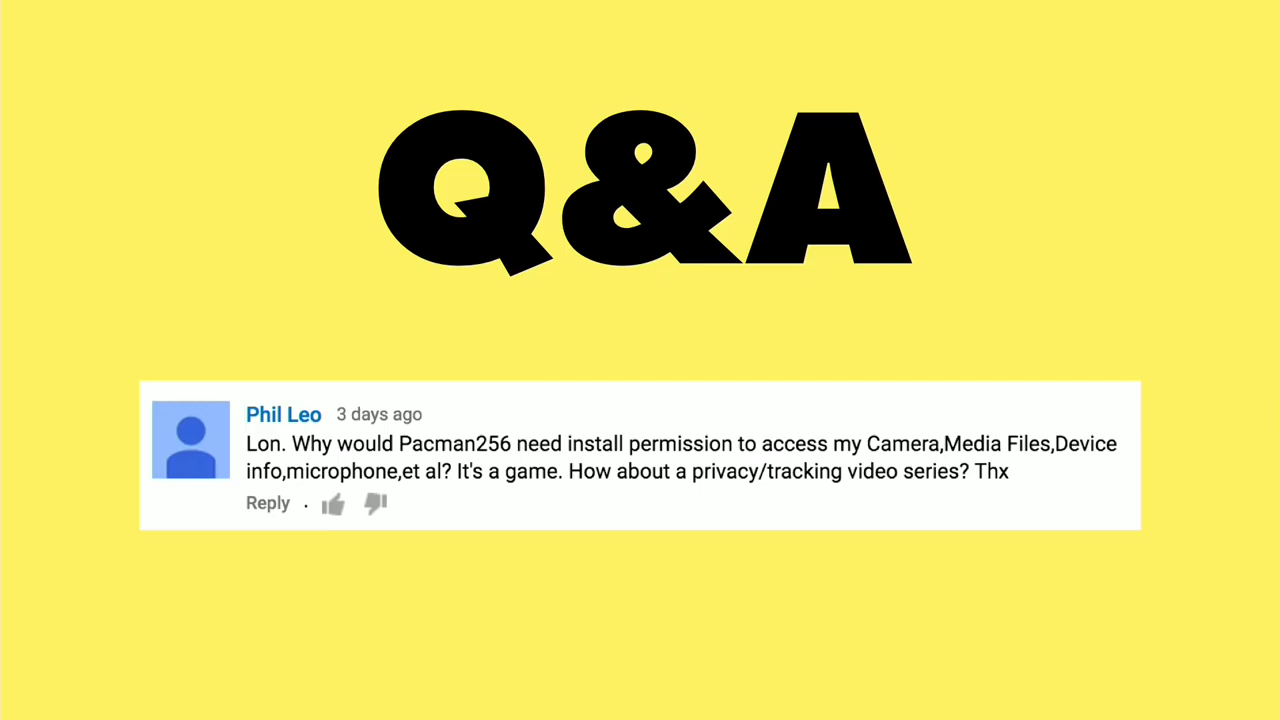 Q&A
Phil Leo 3 days ago
Lon. Why would Pacman256 need install permission to access my Camera,Media Files,Device
info,microphone,et al? It's a game. How about a privacy/tracking video series? Thx
Reply .